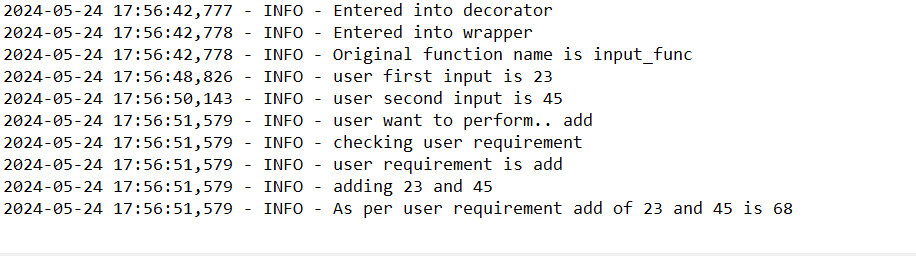 2024-05-24 17:56:42,777 - INFO - Entered into decorator
2024-05-24 17:56:42,778 - INFO - Entered into wrapper
2024-05-24 17:56:42,778 - INFO - Original function name is input_func
2024-05-24 17:56:48,826 - INFO - user first input is 23
2024-05-24 17:56:50,143 - INFO - user second input is 45
2024-05-24 17:56:51,579 - INFO - user want to perform.. add
2024-05-24 17:56:51,579 - INFO - checking user requirement
2024-05-24 17:56:51,579 - INFO - user requirement is add
2024-05-24 17:56:51,579 - INFO - adding 23 and 45
2024-05-24 17:56:51,579 - INFO - As per user requirement add of 23 and 45 is 68